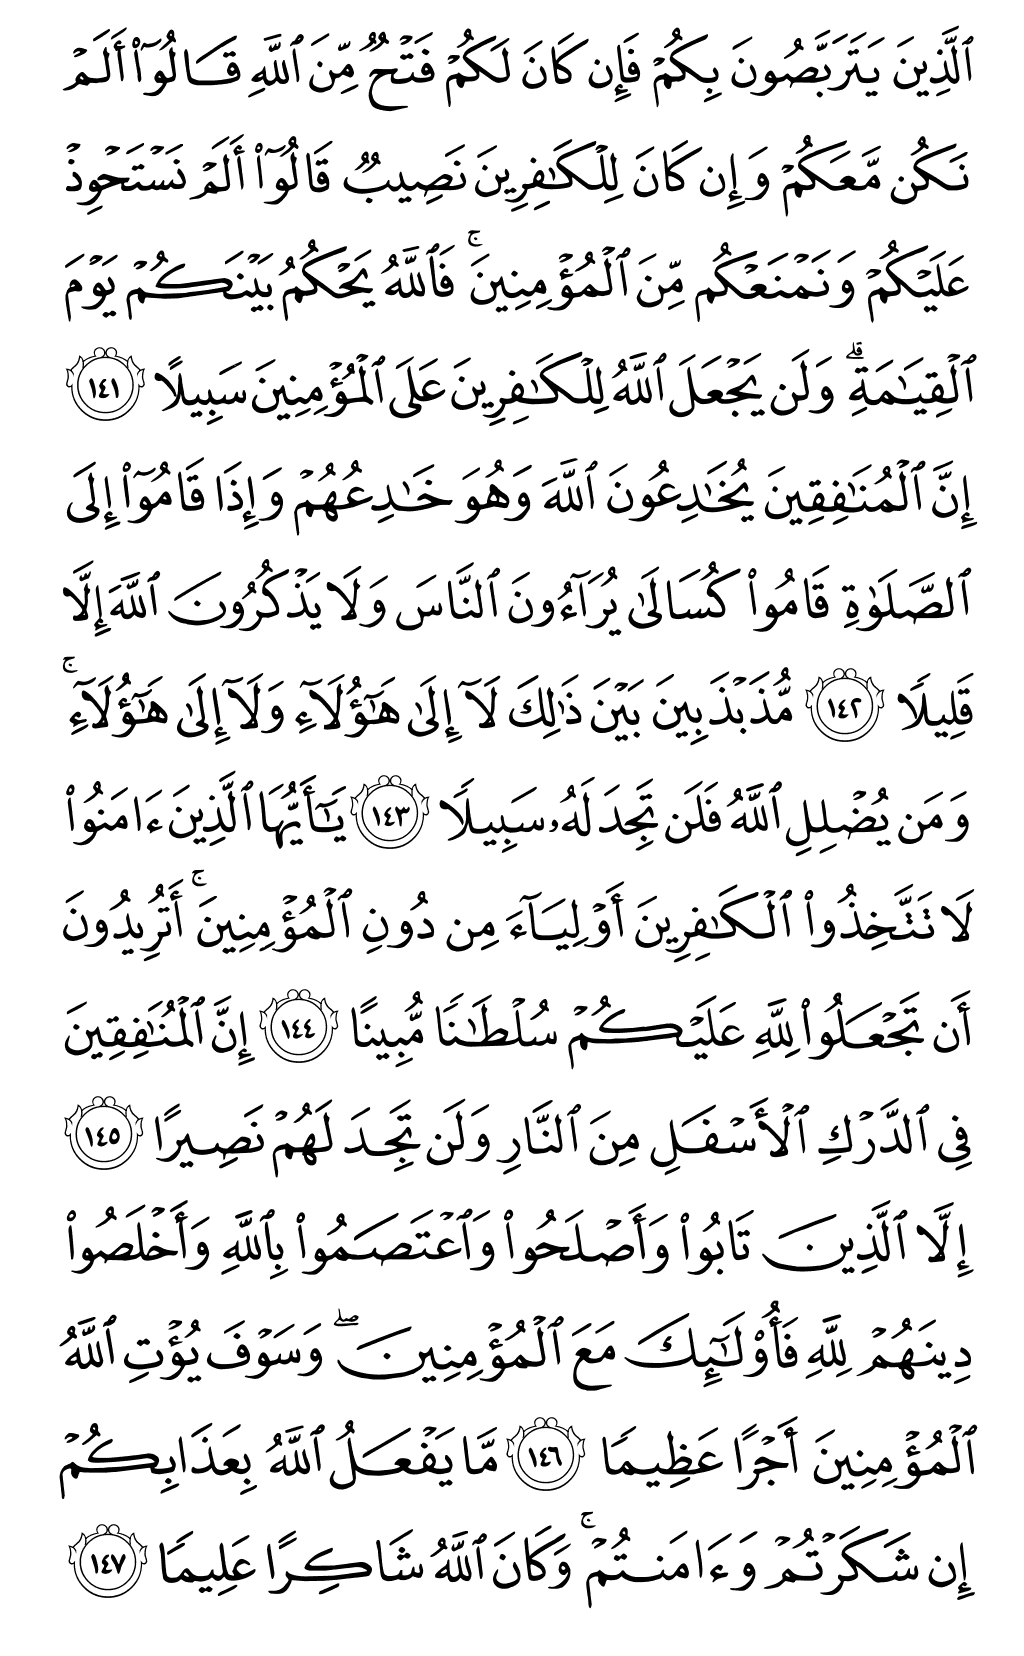 ٱلَّذِينَ يَتَرَبَّصُونَ بِكُمْ فَإِن كَانَ لَكُمْ فَتْحٌ مِّنَ ٱللَّهِ قَالُوٓا۟ أَلَمْ
نَكُن مَّعَكُمْ وَإِن كَانَ لِلْكَـٰفِرِينَ نَصِيبٌ قَالُوٓا۟ أَلَمْ نَسْتَحْوِذْ
عَلَيْكُمْ وَنَمْنَعْكُم مِّنَ ٱلْمُؤْمِنِينَ ۚ فَٱللَّهُ يَحْكُمُ بَيْنَكُمْ يَوْمَ
ٱلْقِيَـٰمَةِ ۗ وَلَن يَجْعَلَ ٱللَّهُ لِلْكَـٰفِرِينَ عَلَى ٱلْمُؤْمِنِينَ سَبِيلًا ١٤١
إِنَّ ٱلْمُنَـٰفِقِينَ يُخَـٰدِعُونَ ٱللَّهَ وَهُوَ خَـٰدِعُهُمْ وَإِذَا قَامُوٓا۟ إِلَى
ٱلصَّلَوٰةِ قَامُوا۟ كُسَالَىٰ يُرَآءُونَ ٱلنَّاسَ وَلَا يَذْكُرُونَ ٱللَّهَ إِلَّا
قَلِيلًا ١٤٢ مُّذَبْذَبِينَ بَيْنَ ذَٰلِكَ لَآ إِلَىٰ هَـٰٓؤُلَآءِ وَلَآ إِلَىٰ هَـٰٓؤُلَآءِ ۚ
وَمَن يُضْلِلِ ٱللَّهُ فَلَن تَجِدَ لَهُۥ سَبِيلًا ١٤٣ يَـٰٓأَيُّهَا ٱلَّذِينَ ءَامَنُوا۟
لَا تَتَّخِذُوا۟ ٱلْكَـٰفِرِينَ أَوْلِيَآءَ مِن دُونِ ٱلْمُؤْمِنِينَ ۚ أَتُرِيدُونَ
أَن تَجْعَلُوا۟ لِلَّهِ عَلَيْكُمْ سُلْطَـٰنًا مُّبِينًا ١٤٤ إِنَّ ٱلْمُنَـٰفِقِينَ
فِى ٱلدَّرْكِ ٱلْأَسْفَلِ مِنَ ٱلنَّارِ وَلَن تَجِدَ لَهُمْ نَصِيرًا ١٤٥
إِلَّا ٱلَّذِينَ تَابُوا۟ وَأَصْلَحُوا۟ وَٱعْتَصَمُوا۟ بِٱللَّهِ وَأَخْلَصُوا۟
دِينَهُمْ لِلَّهِ فَأُو۟لَـٰٓئِكَ مَعَ ٱلْمُؤْمِنِينَ ۖ وَسَوْفَ يُؤْتِ ٱللَّهُ
ٱلْمُؤْمِنِينَ أَجْرًا عَظِيمًا ١٤٦ مَّا يَفْعَلُ ٱللَّهُ بِعَذَابِكُمْ
إِن شَكَرْتُمْ وَءَامَنتُمْ ۚ وَكَانَ ٱللَّهُ شَاكِرًا عَلِيمًا ١٤٧